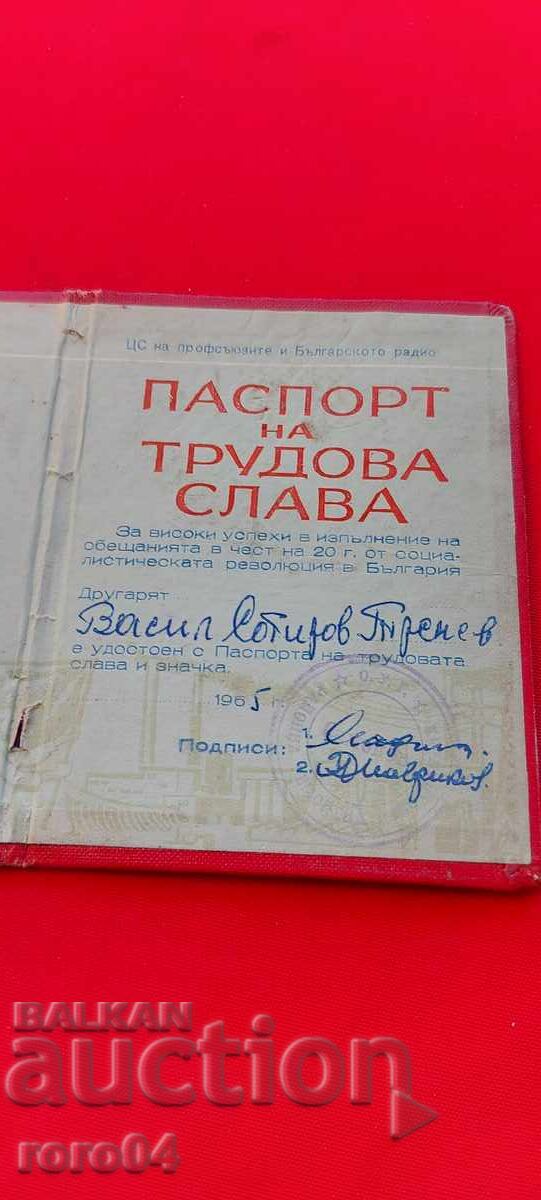 ЦС на профсъюзите и Българското радио
ПАСПОРТ
НА
ТРУДОВА
СЛАВА
За високи успехи в изпълнение на
обещанията в чест на 20 г. от социа-
листическата революция в България
Другарят
Васил Сотиров Тренев
е удостоен с Паспорта на трудовата
слава и значка.
1965 г.
Подписи:
1.
2.
BALKAN
auction
roro04